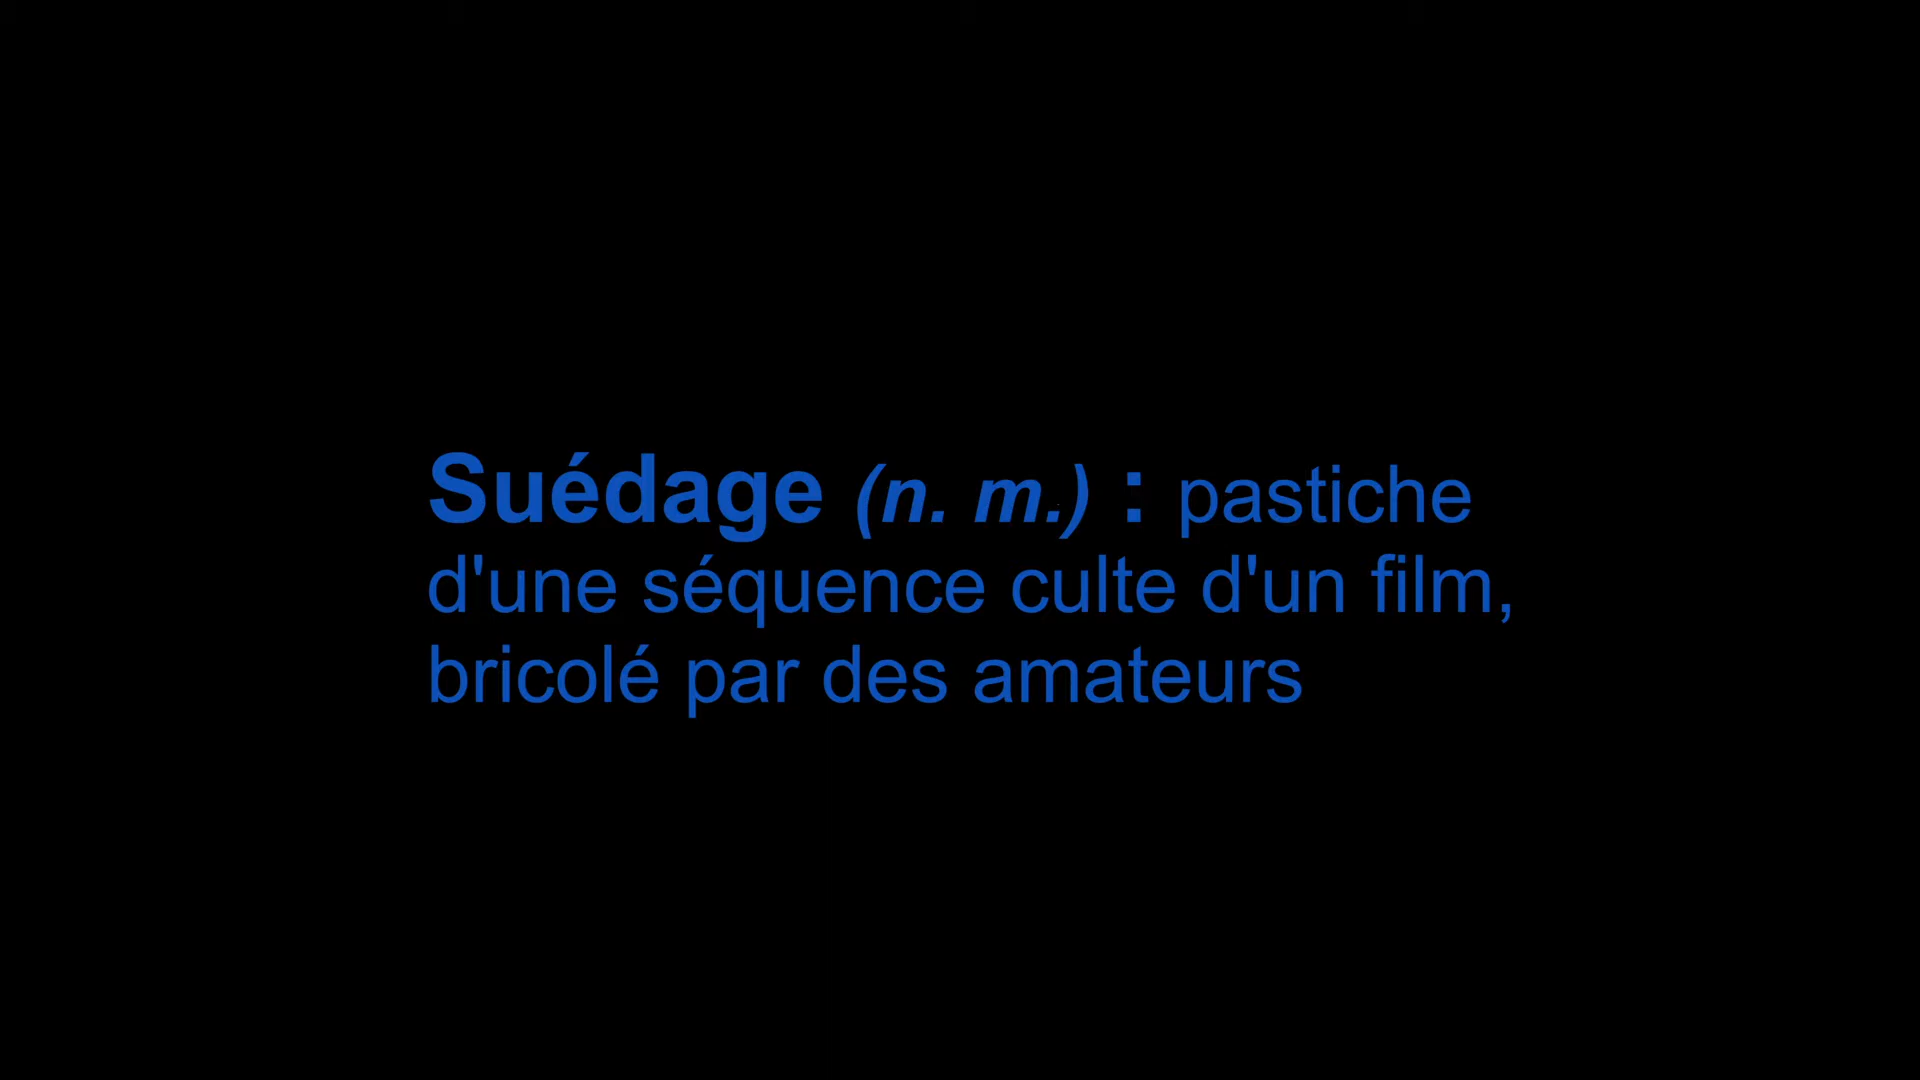 Suédage (n. m.) : pastiche
d'une séquence culte d'un film,
bricolé par des amateurs